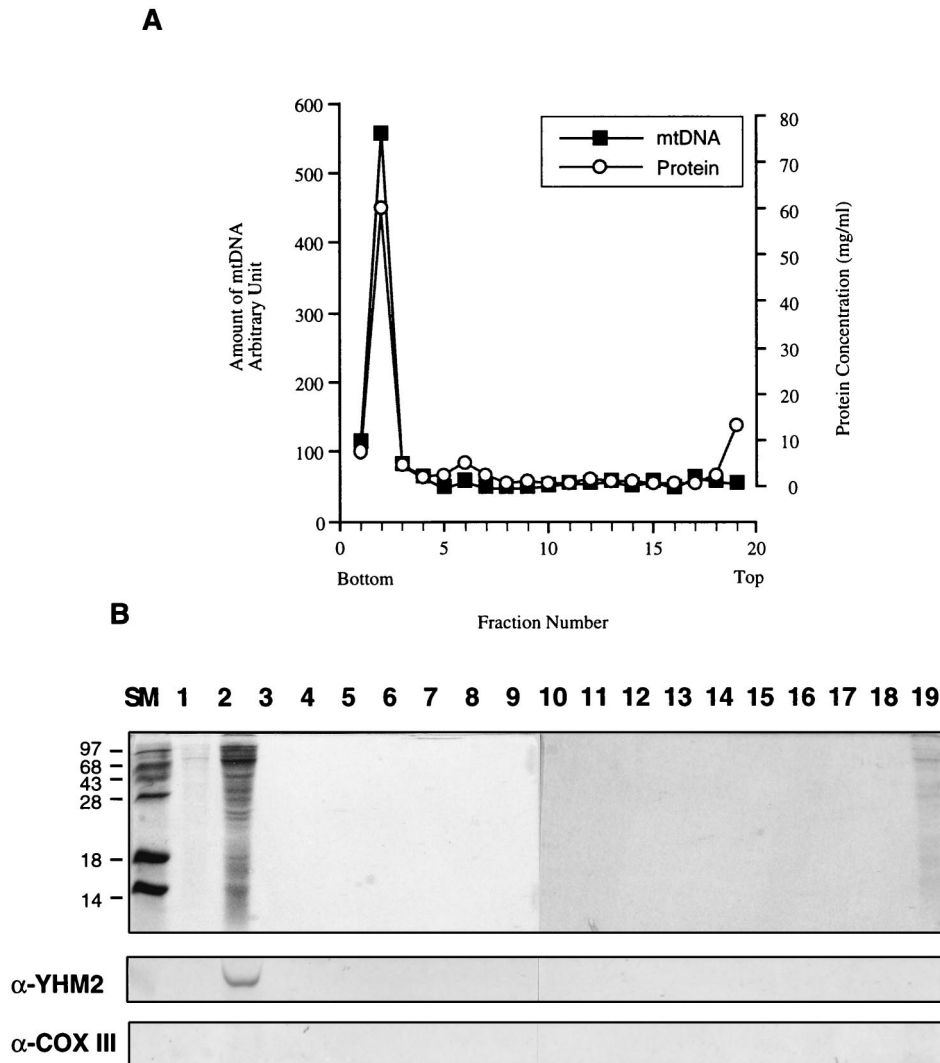 A
600
500
400
300
200
100
0
Amount of mtDNA
Arbitrary Unit
mtDNA
Protein
80
70
60
50
40
30
20
10
0
Protein Concentration (mg/ml)
0 5 10 15 20
Bottom Top
Fraction Number
B
SM 1 2 3 4 5 6 7 8 9 10 11 12 13 14 15 16 17 18 19
97
68
43
28
18
14
α-YHM2
α-COX III